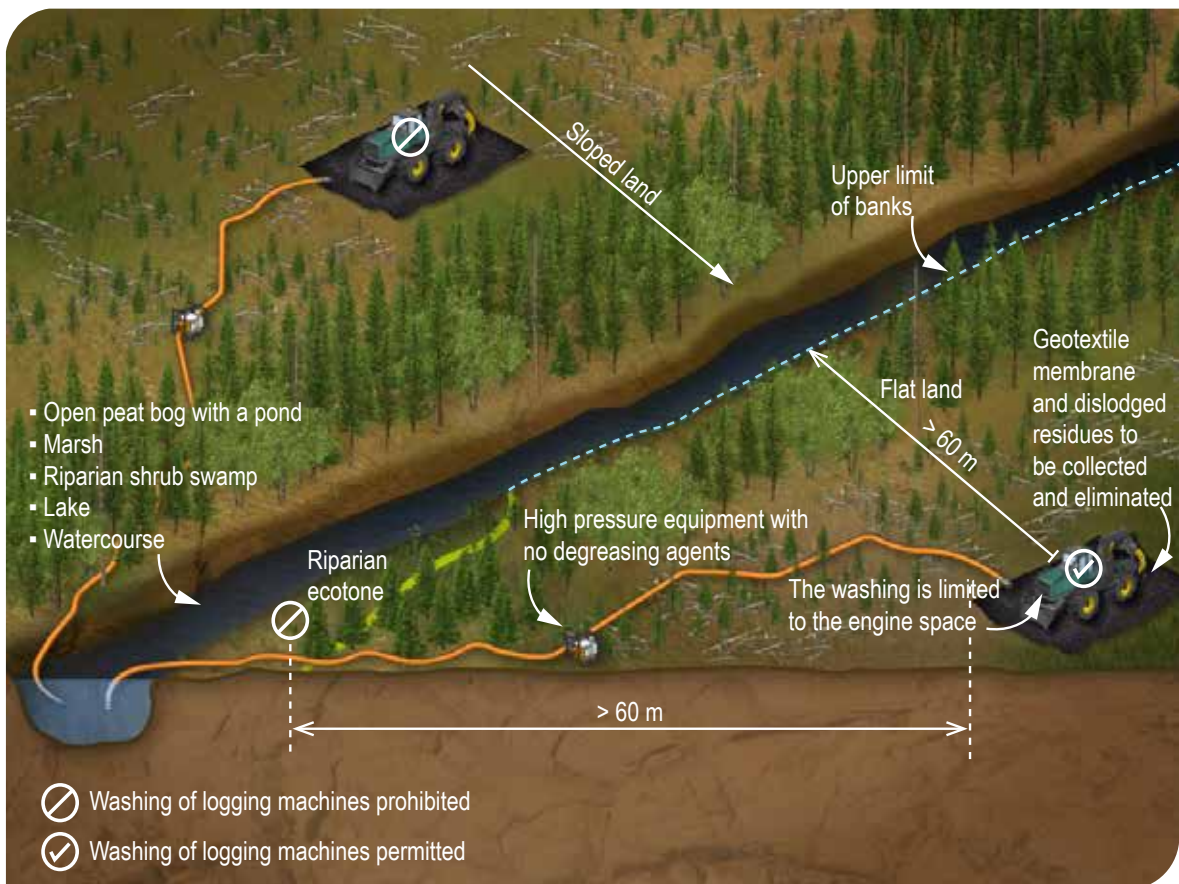 Sloped land
Upper limit
of banks
Geotextile
membrane
and dislodged
residues to
be collected
and eliminated
Flat land
> 60 m
▪ Open peat bog with a pond
▪ Marsh
▪ Riparian shrub swamp
▪ Lake
▪ Watercourse
High pressure equipment with
no degreasing agents
Riparian
ecotone
The washing is limited
to the engine space
> 60 m
Washing of logging machines prohibited
Washing of logging machines permitted